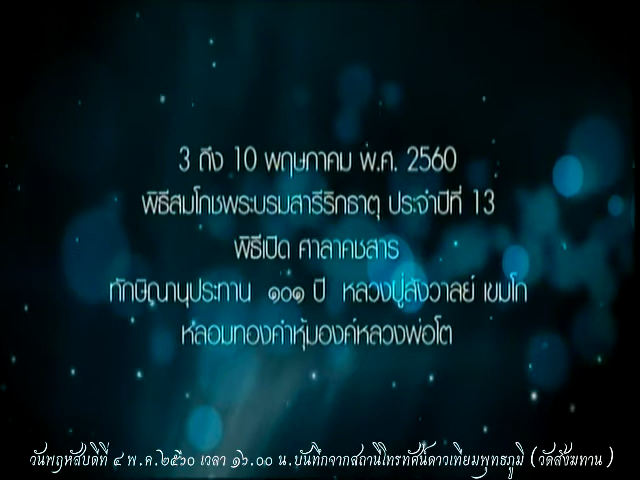 3 ถึง 10 พฤษภาคม พ.ศ. 2560
พิธีสมโภชพระบรมสารีริกธาตุ ประจำปีที่ 13
พิธีเปิด ศาลาคชสาร
ทักษิณานุประทาน ๑๐๑ ปี หลวงปู่สังวาลย์ เขมโก
หลอมทองคำหุ้มองค์หลวงพ่อโต
วันพฤหัสบดีที่ ๔ พ.ค.๒๕๖๐ เวลา ๑๖.๐๐ น.บันทึกจากสถานีโทรทัศน์ดาวเทียมพุทธภูมิ (วัดสังฆทาน)